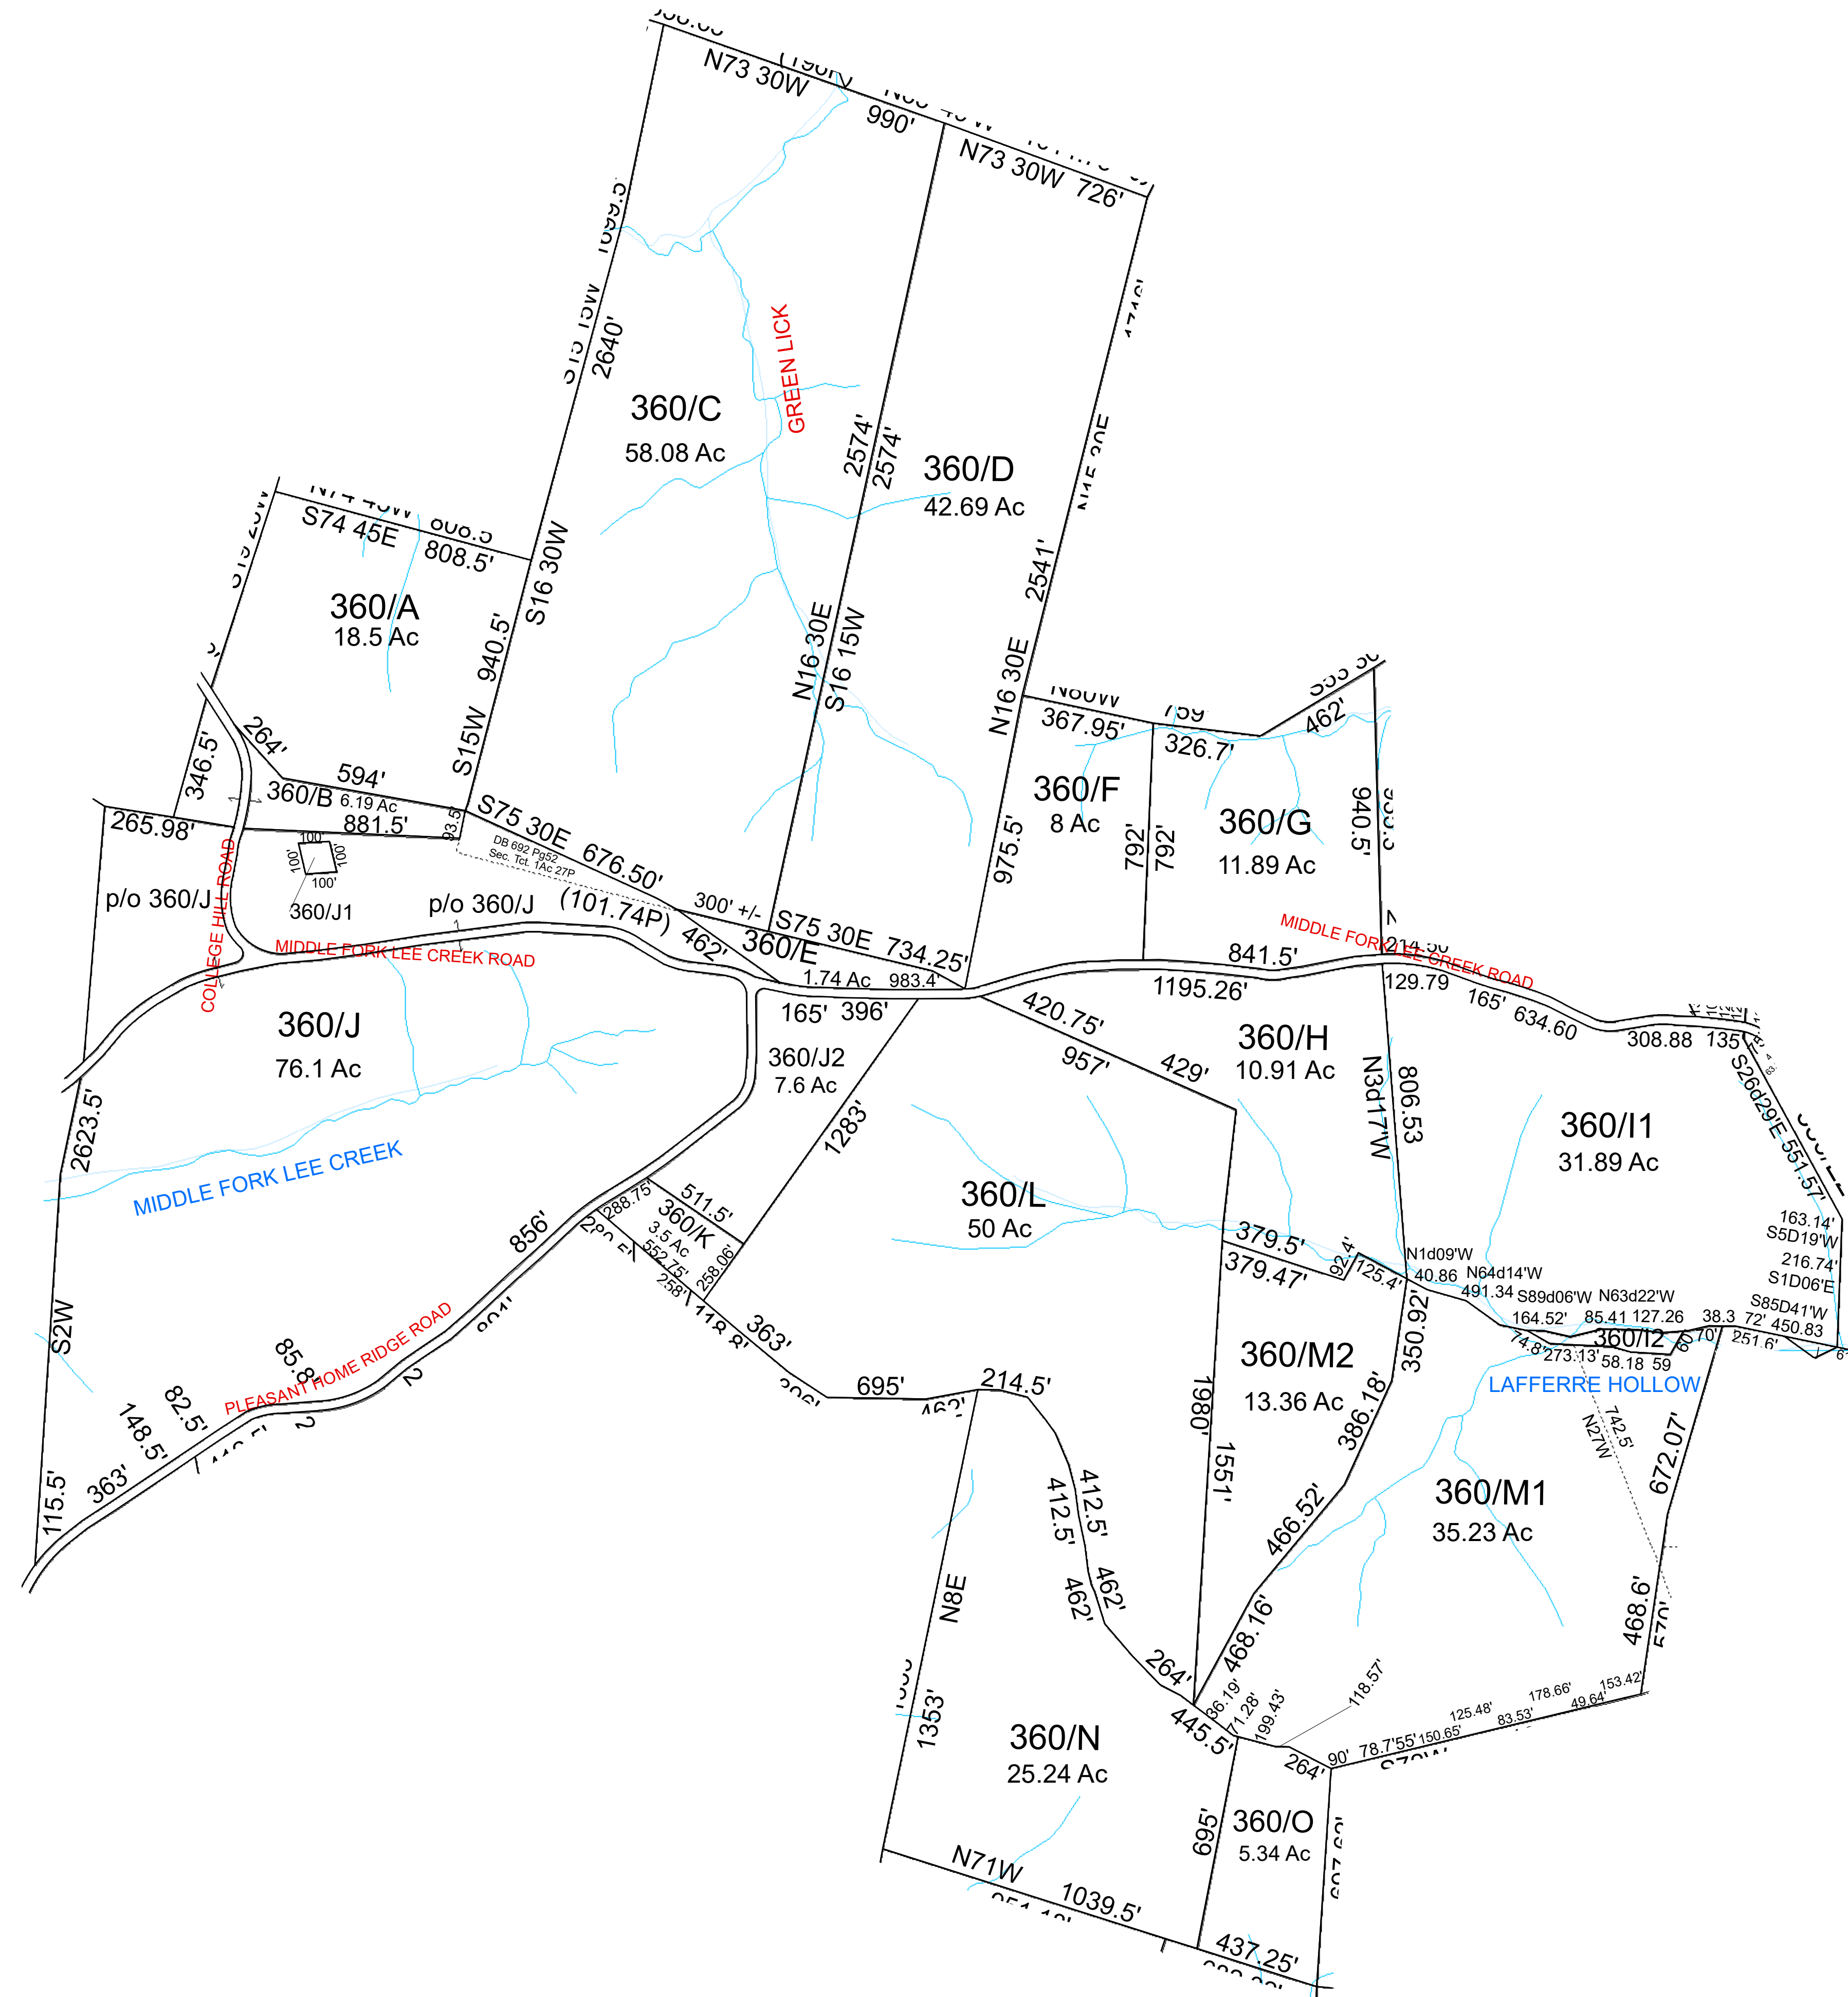 N73 30W
990'
N73 30W 726'
2640'
GREEN LICK
360/C
58.08 Ac
2574'
2574'
360/D
42.69 Ac
S74 45E 808.5'
S16 30W
2541'
360/A
18.5 Ac
940.5'
N16 30E
S16 15W
N16 30E
S15W
N80W
367.95'
326.7'
462'
264'
346.5'
594'
360/B 6.19 Ac
881.5'
93.5'
265.98'
100'
100'
100'
100'
S75 30E 676.50'
DB 692 Pg52
Sec. Tct. 1Ac 27P
(101.74P)
462'
975.5'
360/F
8 Ac
792'
792'
360/G
11.89 Ac
940.5'
p/o 360/J
360/J1
p/o 360/J
300' +/-
S75 30E 734.25'
360/E
1.74 Ac
983.4'
COLLEGE HILL ROAD
MIDDLE FORK LEE CREEK ROAD
MIDDLE FORK LEE CREEK ROAD
841.5'
1195.26'
129.79
165'
634.60
308.88
135'
165'
396'
420.75'
957'
429'
360/H
10.91 Ac
N3d17'W
806.53
360/J
76.1 Ac
360/J2
7.6 Ac
1283'
S26d29'E 551.57'
360/I1
31.89 Ac
2623.5'
MIDDLE FORK LEE CREEK
360/L
50 Ac
288.75'
511.5'
360/K
3.5 Ac
552.75'
258'
258.06'
856'
379.5'
379.47'
92.4'
125.4'
N1d09'W
40.86
N64d14'W
491.34
S89d06'W
164.52'
N63d22'W
85.41
127.26
38.3
72'
450.83
163.14'
S5D19'W
216.74'
S1D06'E
S85D41'W
74.8'
273.13'
58.18
59
60'
70'
251.6'
360/I2
LAFFERRE HOLLOW
S2W
PLEASANT HOME RIDGE ROAD
85.8'
82.5'
148.5'
363'
115.5'
118.8'
363'
695'
214.5'
350.92'
386.18'
360/M2
13.36 Ac
1980'
1551'
466.52'
468.16'
742.5'
N27W
672.07'
360/M1
35.23 Ac
468.6'
412.5'
412.5'
462'
462'
N8E
1353'
264'
445.5'
36.19'
71.28'
199.43'
118.57'
264'
90'
78.7'55'
150.65'
125.48'
83.53'
178.66'
49.64'
153.42'
360/N
25.24 Ac
695'
360/O
5.34 Ac
N71W
1039.5'
437.25'